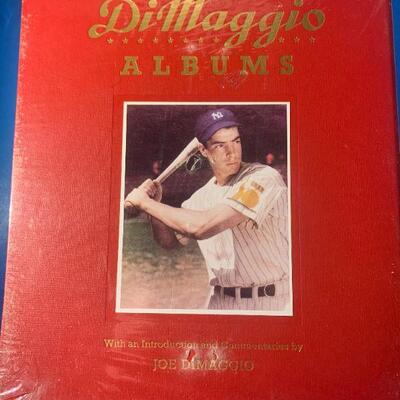 DiMaggio
ALBUMS
NY
With an Introduction and Commentaries by
JOE DIMAGGIO